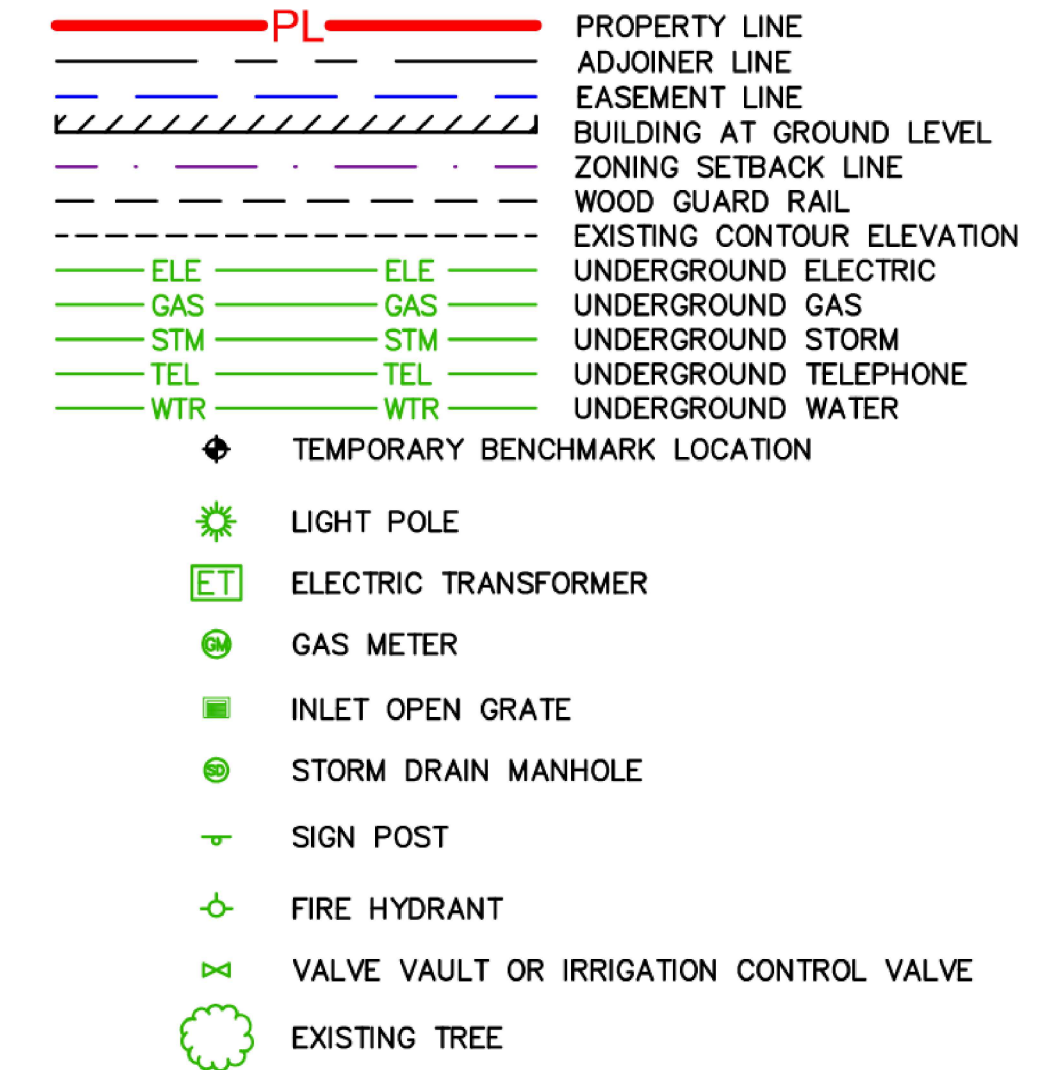 PL PROPERTY LINE
ADJOINER LINE
EASEMENT LINE
BUILDING AT GROUND LEVEL
ZONING SETBACK LINE
WOOD GUARD RAIL
EXISTING CONTOUR ELEVATION
ELE ELE UNDERGROUND ELECTRIC
GAS GAS UNDERGROUND GAS
STM STM UNDERGROUND STORM
TEL TEL UNDERGROUND TELEPHONE
WTR WTR UNDERGROUND WATER
TEMPORARY BENCHMARK LOCATION
LIGHT POLE
ET ELECTRIC TRANSFORMER
GM GAS METER
INLET OPEN GRATE
SD STORM DRAIN MANHOLE
SIGN POST
FIRE HYDRANT
VALVE VAULT OR IRRIGATION CONTROL VALVE
EXISTING TREE